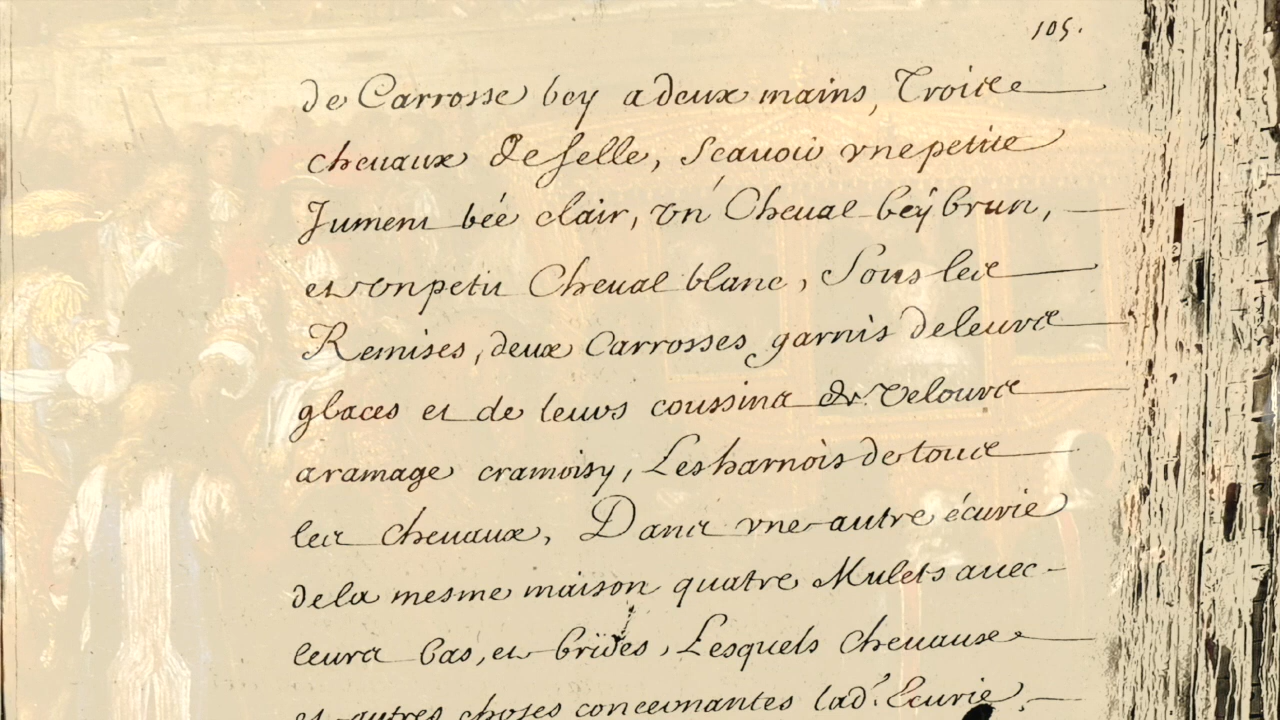 105.
de Carrosse bey a deux mains, Trois
chevaux de selle, Scauoir vne petite
Jument bée clair, vn Cheual beÿ brun,
et vn petit Cheual blanc, Sous les
Remises, deux Carrosses garnis de leurs
glaces et de leurs coussins de Velours
a ramage cramoisy, Les harnois de tous
les cheuaux, Dans vne autre écurie
de la mesme maison quatre Mulets auec
leurs bas, et brides, Lesquels cheuaux
et autres choses concernantes lad. Ecurie,